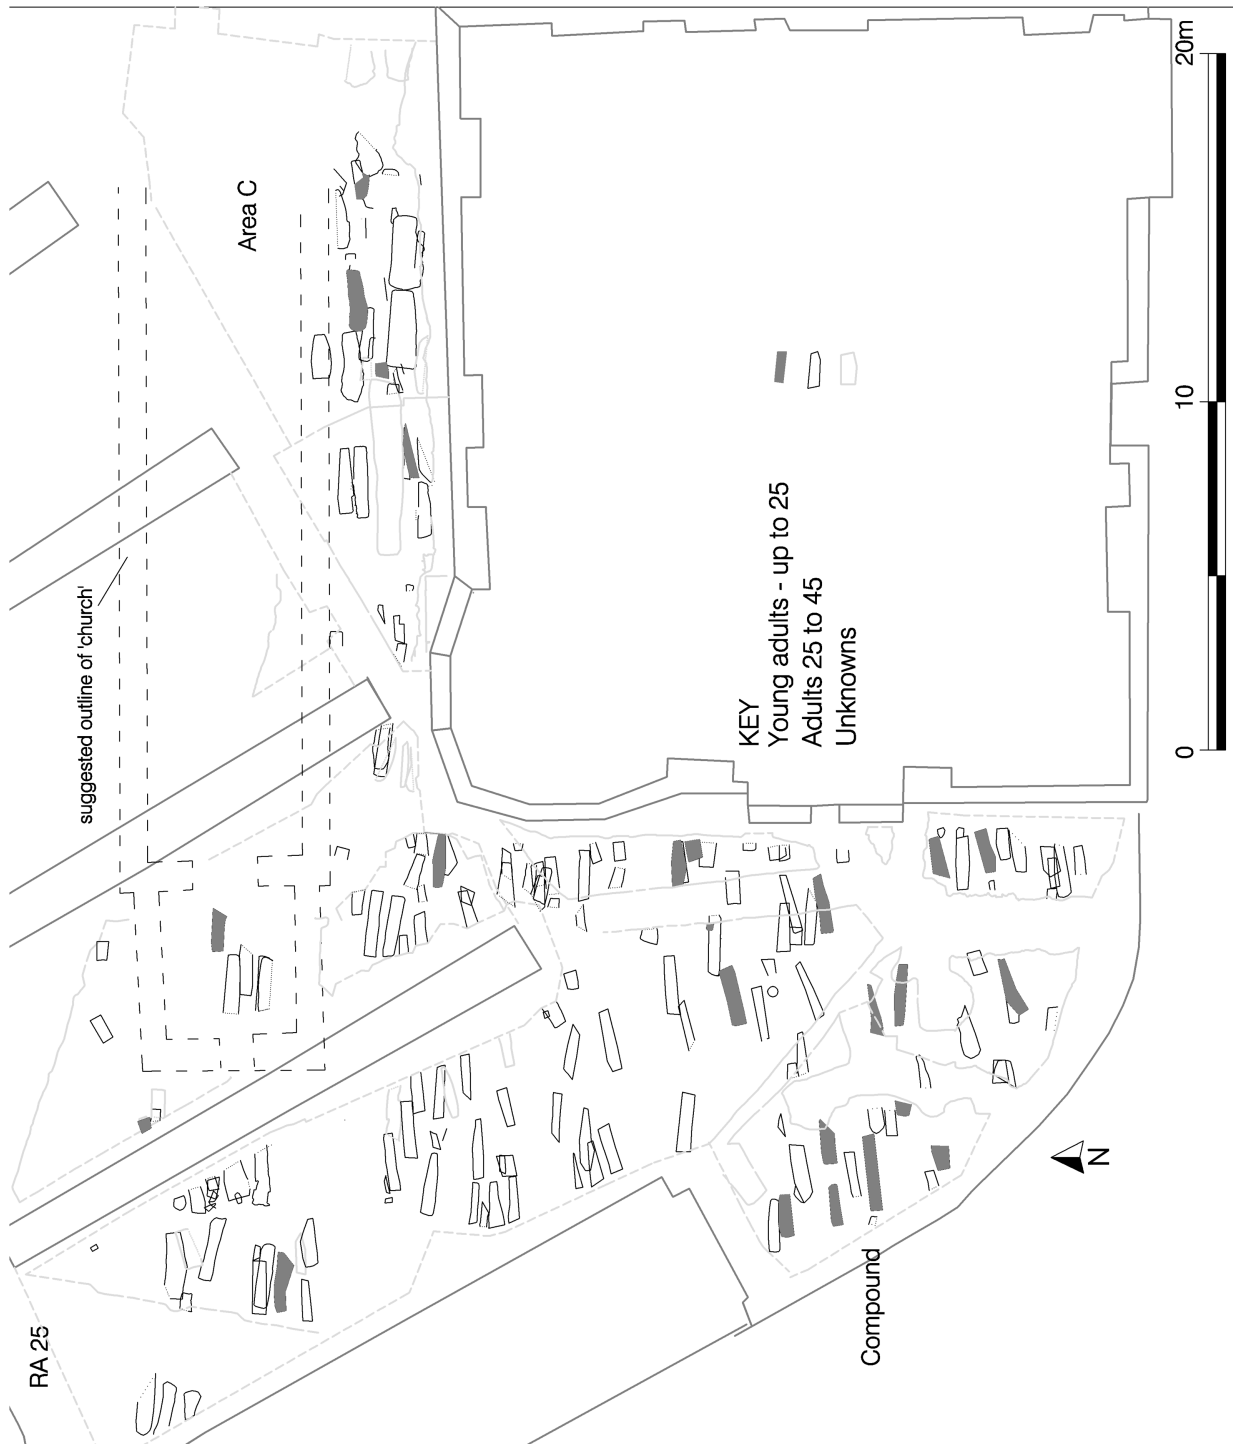 RA 25
suggested outline of 'church'
Area C
KEY
Young adults - up to 25
Adults 25 to 45
Unknowns
Compound
N
0
10
20m